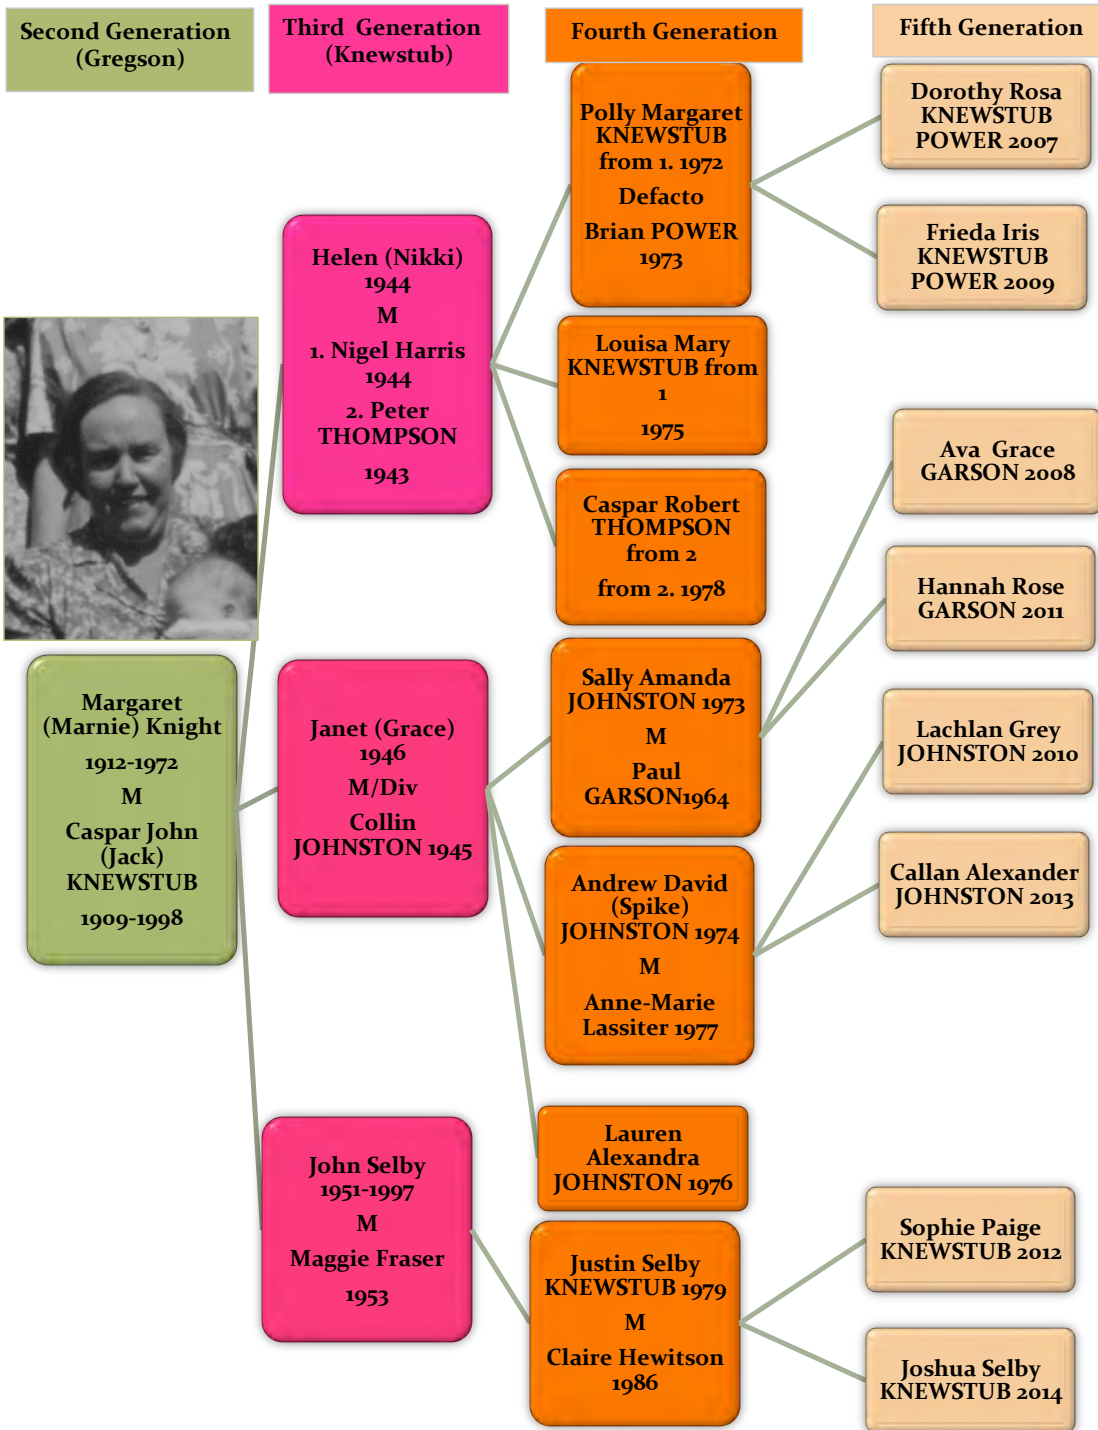 Second Generation
(Gregson)
Third Generation
(Knewstub)
Fourth Generation
Fifth Generation
Margaret
(Marnie) Knight
1912-1972
M
Caspar John
(Jack)
KNEWSTUB
1909-1998
Helen (Nikki)
1944
M
1. Nigel Harris
1944
2. Peter
THOMPSON
1943
Janet (Grace)
1946
M/Div
Collin
JOHNSTON 1945
John Selby
1951-1997
M
Maggie Fraser
1953
Polly Margaret
KNEWSTUB
from 1. 1972
Defacto
Brian POWER
1973
Louisa Mary
KNEWSTUB from
1
1975
Caspar Robert
THOMPSON
from 2
from 2. 1978
Sally Amanda
JOHNSTON 1973
M
Paul
GARSON1964
Andrew David
(Spike)
JOHNSTON 1974
M
Anne-Marie
Lassiter 1977
Lauren
Alexandra
JOHNSTON 1976
Justin Selby
KNEWSTUB 1979
M
Claire Hewitson
1986
Dorothy Rosa
KNEWSTUB
POWER 2007
Frieda Iris
KNEWSTUB
POWER 2009
Ava Grace
GARSON 2008
Hannah Rose
GARSON 2011
Lachlan Grey
JOHNSTON 2010
Callan Alexander
JOHNSTON 2013
Sophie Paige
KNEWSTUB 2012
Joshua Selby
KNEWSTUB 2014